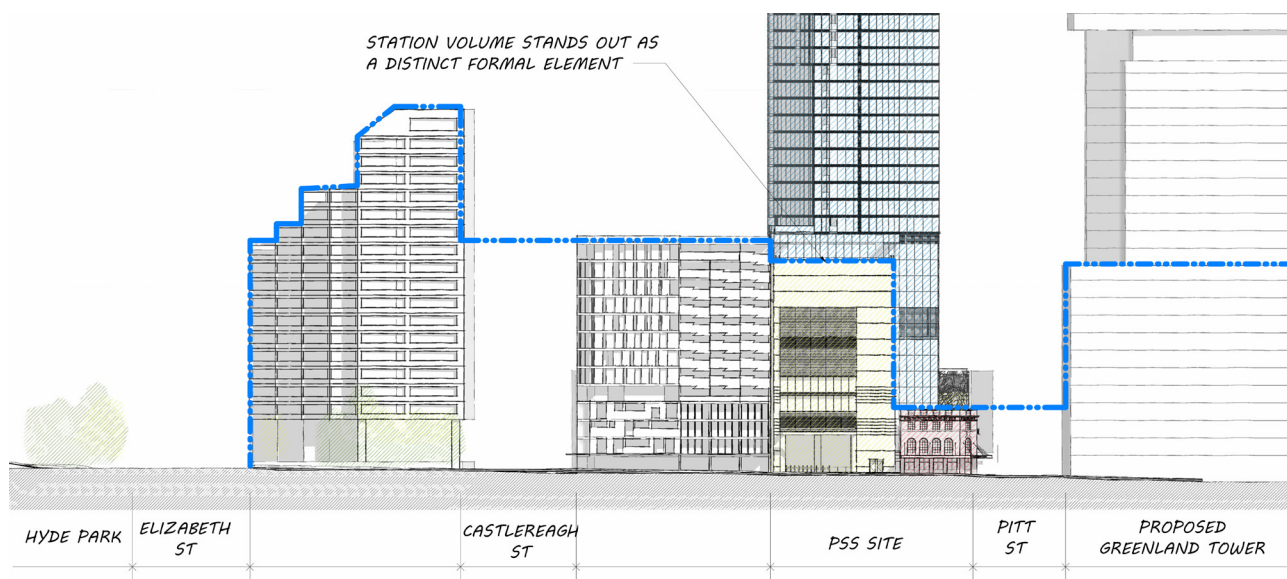 STATION VOLUME STANDS OUT AS
A DISTINCT FORMAL ELEMENT
HYDE PARK
ELIZABETH
ST
CASTLEREAGH
ST
PSS SITE
PITT
ST
PROPOSED
GREENLAND TOWER